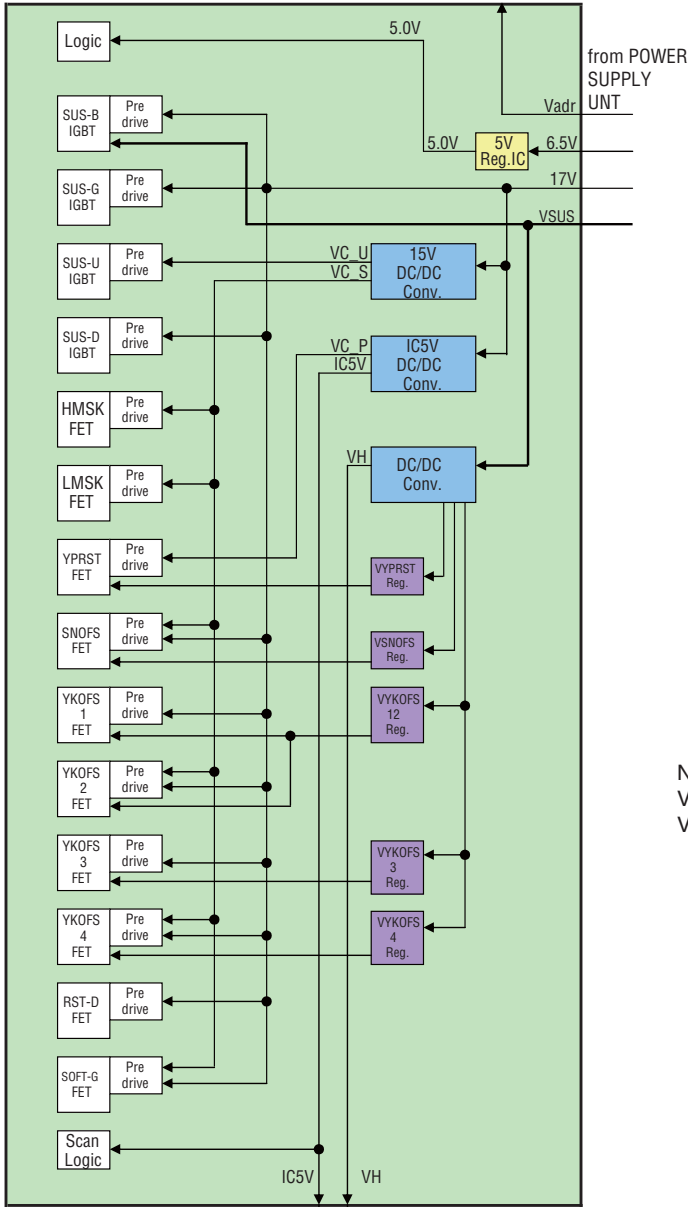 5.0V
Logic
from POWER
SUPPLY
UNT
Vadr
SUS-B
IGBT
Pre
drive
5.0V
5V
Reg.IC
6.5V
17V
SUS-G
IGBT
Pre
drive
VSUS
SUS-U
IGBT
Pre
drive
VC_U
VC_S
15V
DC/DC
Conv.
SUS-D
IGBT
Pre
drive
VC_P
IC5V
IC5V
DC/DC
Conv.
HMSK
FET
Pre
drive
LMSK
FET
Pre
drive
VH
DC/DC
Conv.
YPRST
FET
Pre
drive
VYPRST
Reg.
SNOFS
FET
Pre
drive
VSNOFS
Reg.
YKOFS
1
FET
Pre
drive
VYKOFS
12
Reg.
YKOFS
2
FET
Pre
drive
N
V
V
YKOFS
3
FET
Pre
drive
VYKOFS
3
Reg.
YKOFS
4
FET
Pre
drive
VYKOFS
4
Reg.
RST-D
FET
Pre
drive
SOFT-G
FET
Pre
drive
Scan
Logic
IC5V
VH